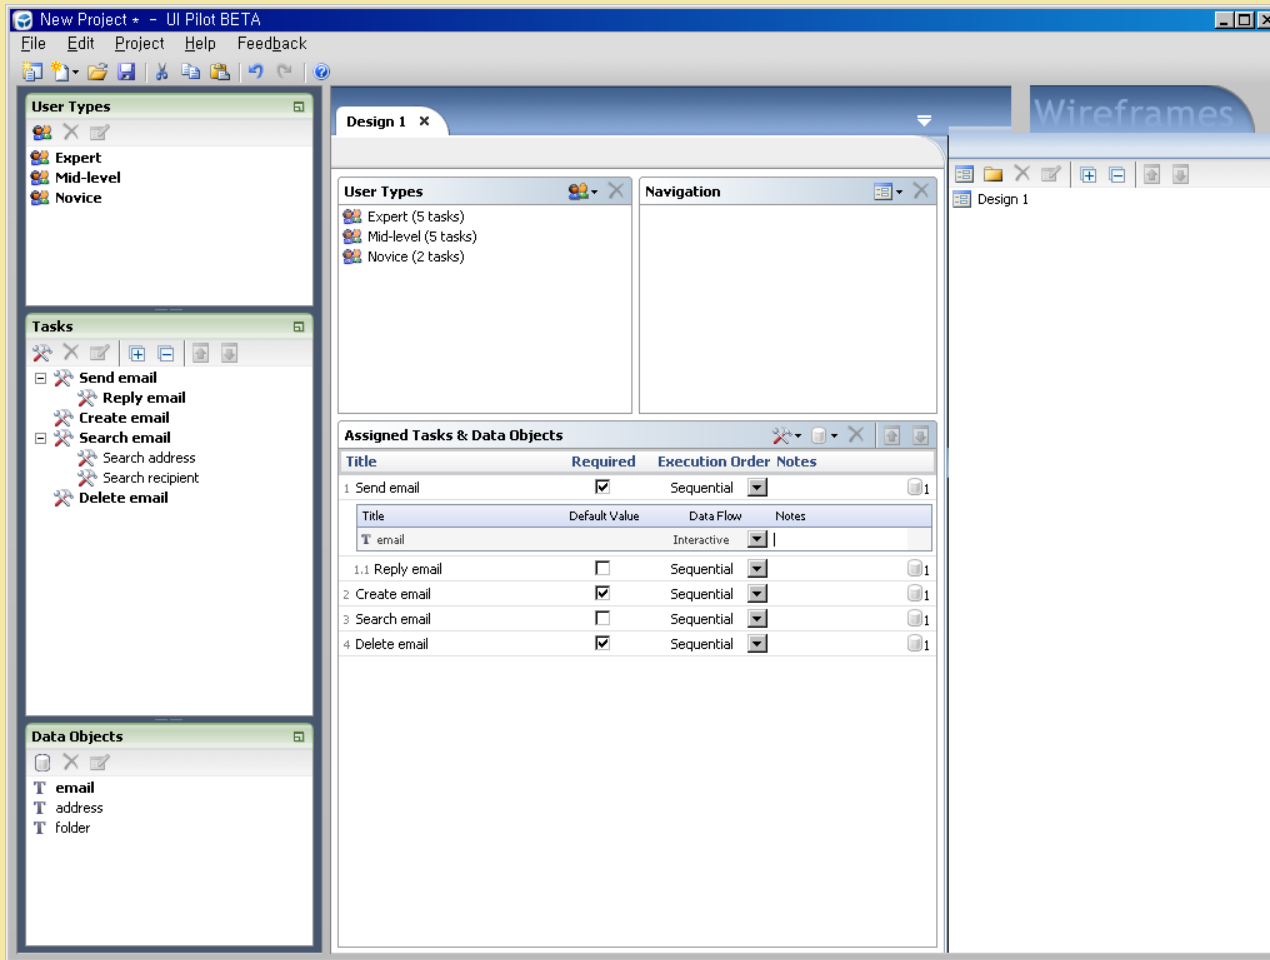 New Project * - UI Pilot BETA
File Edit Project Help Feedback
User Types
Expert
Mid-level
Novice
Tasks
Send email
Reply email
Create email
Search email
Search address
Search recipient
Delete email
Data Objects
email
address
folder
Design 1
User Types
Expert (5 tasks)
Mid-level (5 tasks)
Novice (2 tasks)
Navigation
Assigned Tasks & Data Objects
Title Required Execution Order Notes
1 Send email Sequential 1
Title Default Value Data Flow Notes
T email Interactive
1.1 Reply email Sequential 1
2 Create email Sequential 1
3 Search email Sequential 1
4 Delete email Sequential 1
Wireframes
Design 1